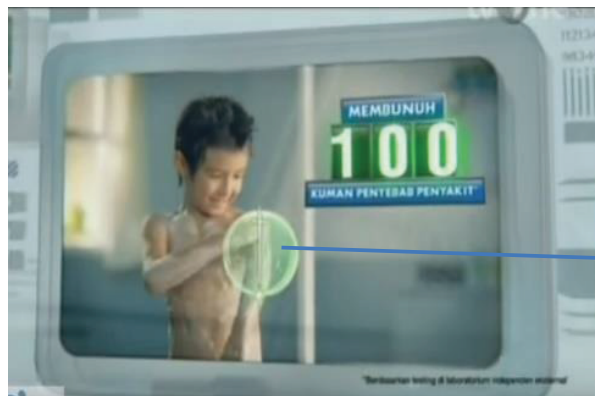 MEMBUNUH
100
KUMAN PENYEBAB PENYAKIT*
*Berdasarkan testing di laboratorium independen eksternal